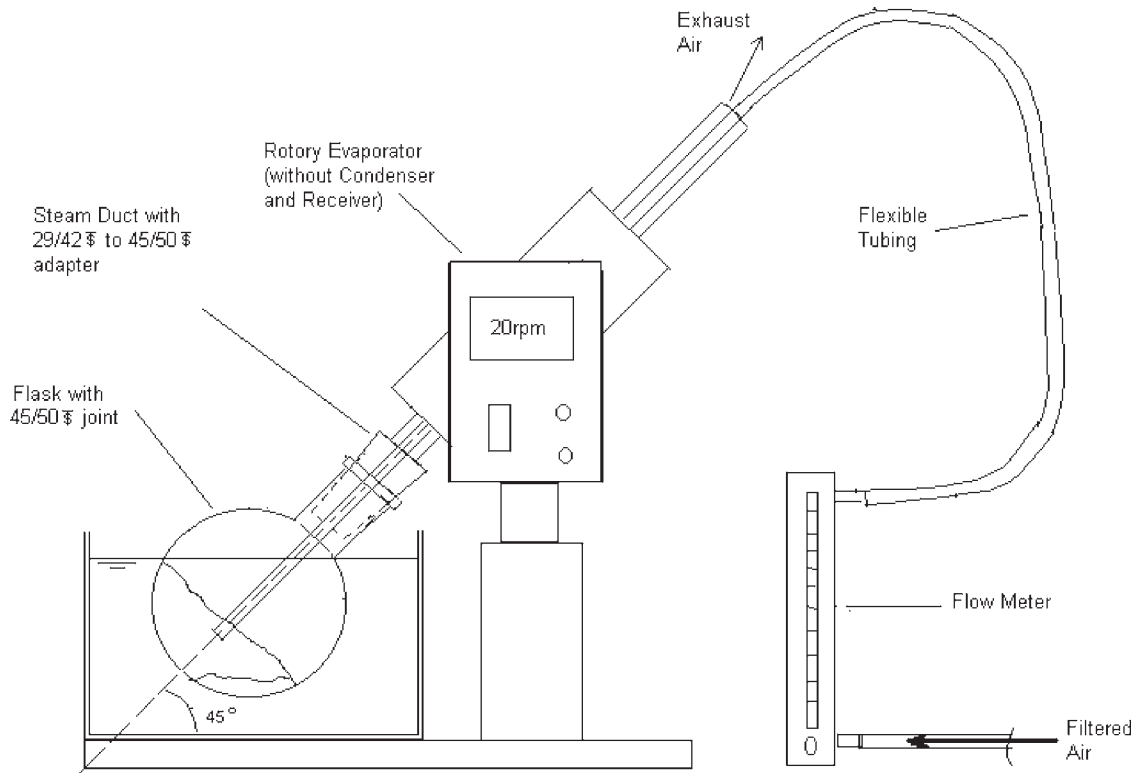 Exhaust
Air
Rotory Evaporator
(without Condenser
and Receiver)
Steam Duct with
29/42 ⚚ to 45/50 ⚚
adapter
Flexible
Tubing
20rpm
Flask with
45/50 ⚚ joint
Flow Meter
45°
Filtered
Air